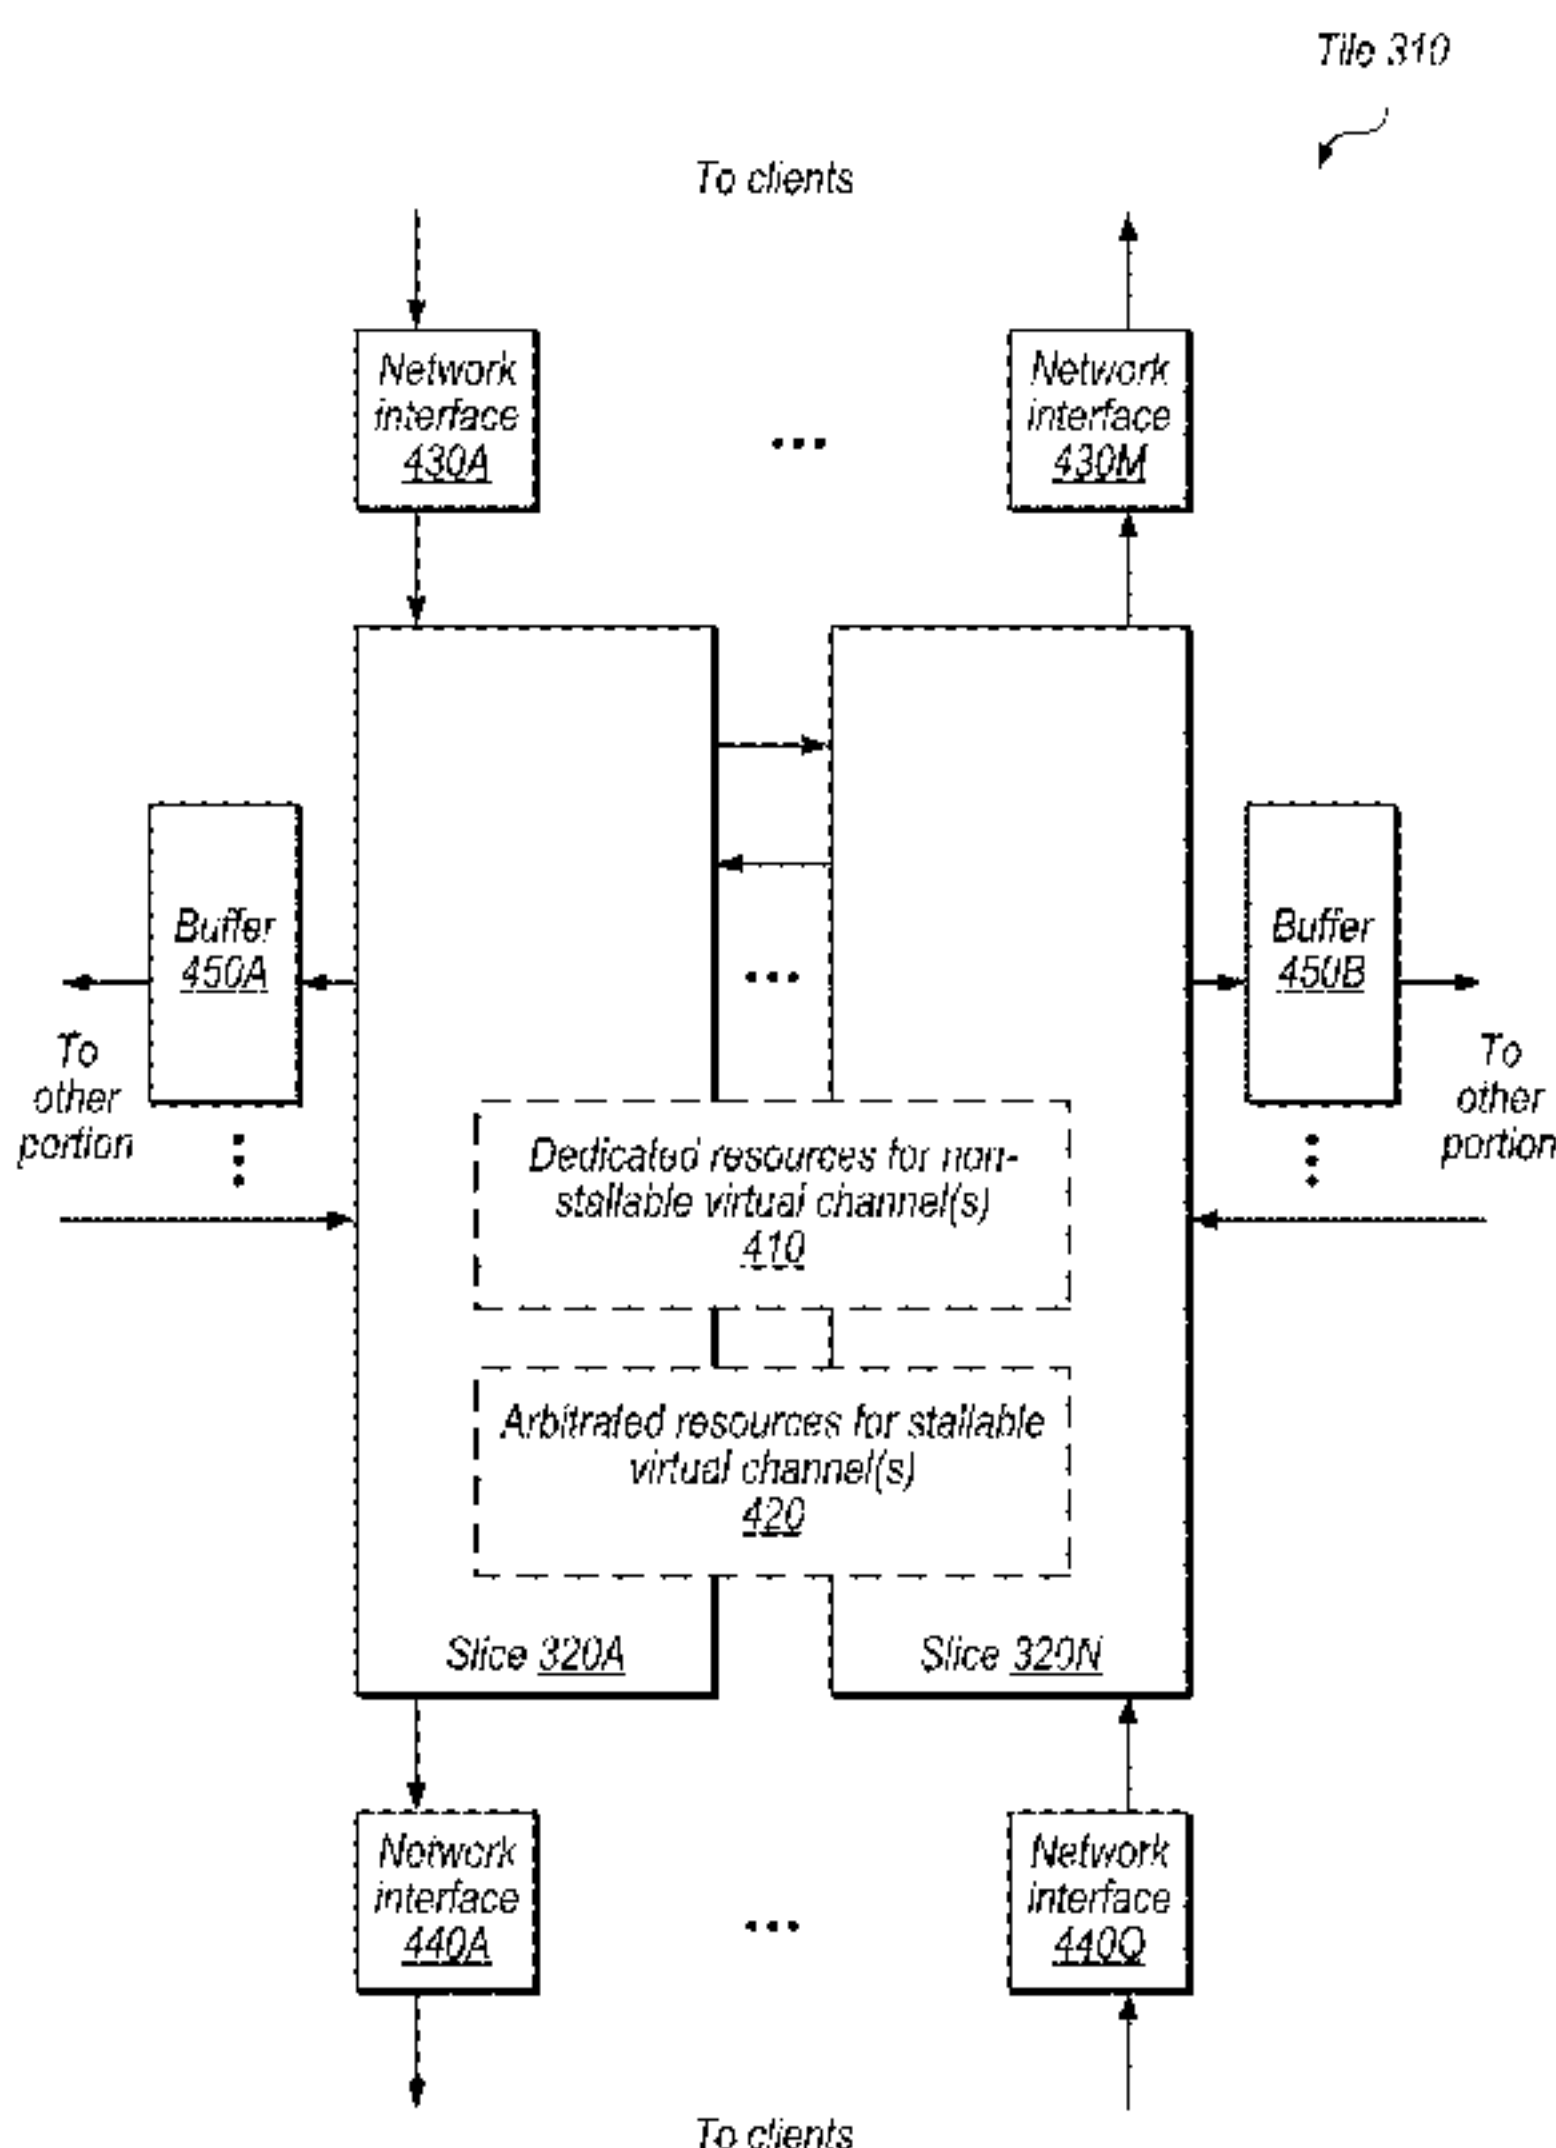 Tile 310
To clients
Network
interface
430A
Network
interface
430M
Buffer
450A
Buffer
450B
To
other
portion
To
other
portion
Dedicated resources for non-
stallable virtual channel(s)
410
Arbitrated resources for stallable
virtual channel(s)
420
Slice 320A
Slice 320N
Network
interface
440A
Network
interface
440Q
To clients